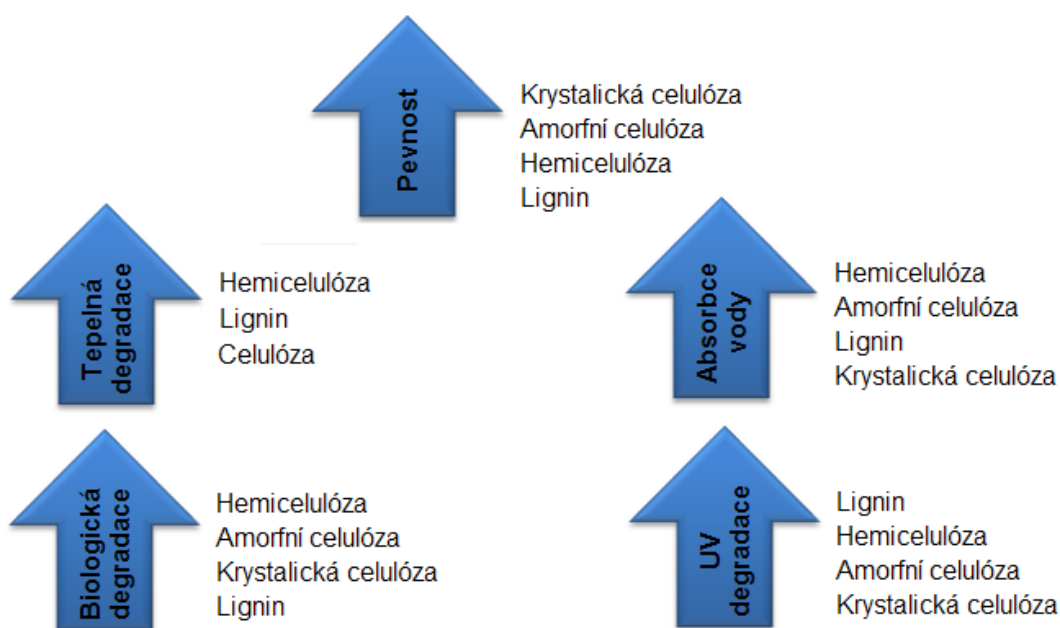 Pevnost
Krystalická celulóza
Amorfní celulóza
Hemicelulóza
Lignin
Tepelná
degradace
Hemicelulóza
Lignin
Celulóza
Absorbce
vody
Hemicelulóza
Amorfní celulóza
Lignin
Krystalická celulóza
Biologická
degradace
Hemicelulóza
Amorfní celulóza
Krystalická celulóza
Lignin
UV
degradace
Lignin
Hemicelulóza
Amorfní celulóza
Krystalická celulóza